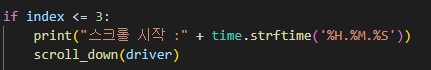 if index <= 3:
    print("스크롤 시작 :" + time.strftime('%H.%M.%S'))
    scroll_down(driver)